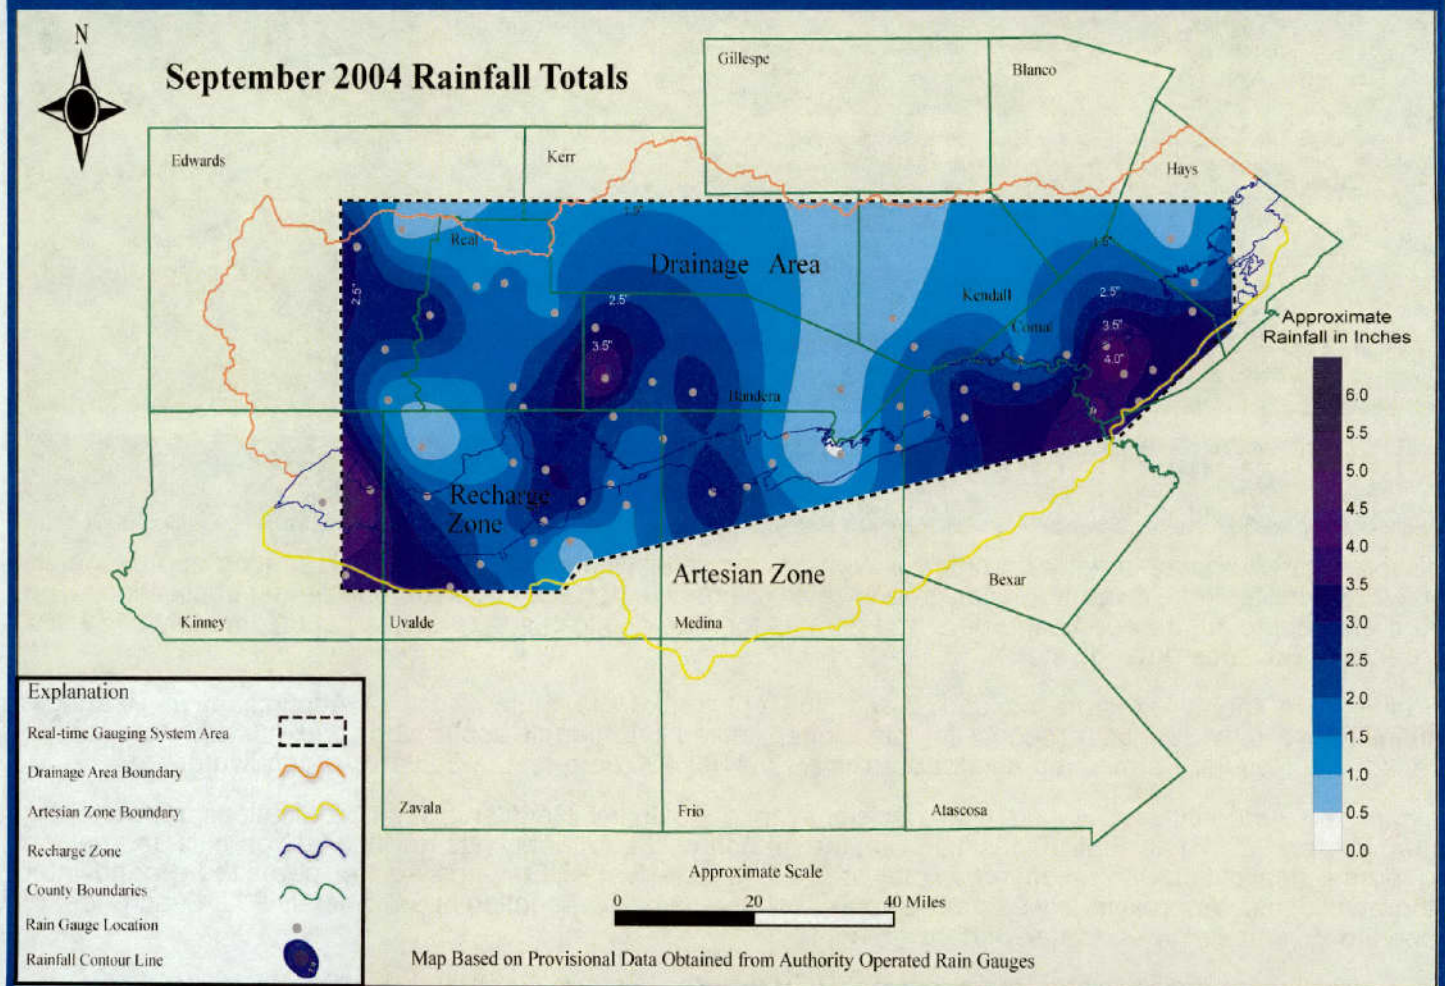 N
September 2004 Rainfall Totals
Gillespe
Blanco
Edwards
Kerr
Hays
1.5"
Real
Drainage Area
1.5"
2.5"
2.5"
2.5"
Kendall
3.5"
Comal
3.5"
4.0"
Approximate
Rainfall in Inches
Bandera
6.0
5.5
5.0
4.5
4.0
3.5
3.0
2.5
2.0
1.5
1.0
0.5
0.0
Recharge
Zone
Artesian Zone
Bexar
Kinney
Uvalde
Medina
Zavala
Frio
Atascosa
Explanation
Real-time Gauging System Area
Drainage Area Boundary
Artesian Zone Boundary
Recharge Zone
County Boundaries
Rain Gauge Location
Rainfall Contour Line
Approximate Scale
0 20 40 Miles
Map Based on Provisional Data Obtained from Authority Operated Rain Gauges